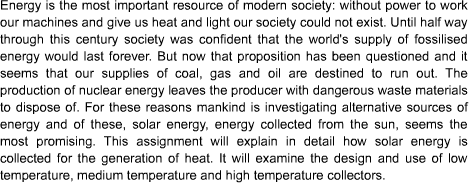 Energy is the most important resource of modern society: without power to work
our machines and give us heat and light our society could not exist. Until half way
through this century society was confident that the world's supply of fossilised
energy would last forever. But now that proposition has been questioned and it
seems that our supplies of coal, gas and oil are destined to run out. The
production of nuclear energy leaves the producer with dangerous waste materials
to dispose of. For these reasons mankind is investigating alternative sources of
energy and of these, solar energy, energy collected from the sun, seems the
most promising. This assignment will explain in detail how solar energy is
collected for the generation of heat. It will examine the design and use of low
temperature, medium temperature and high temperature collectors.